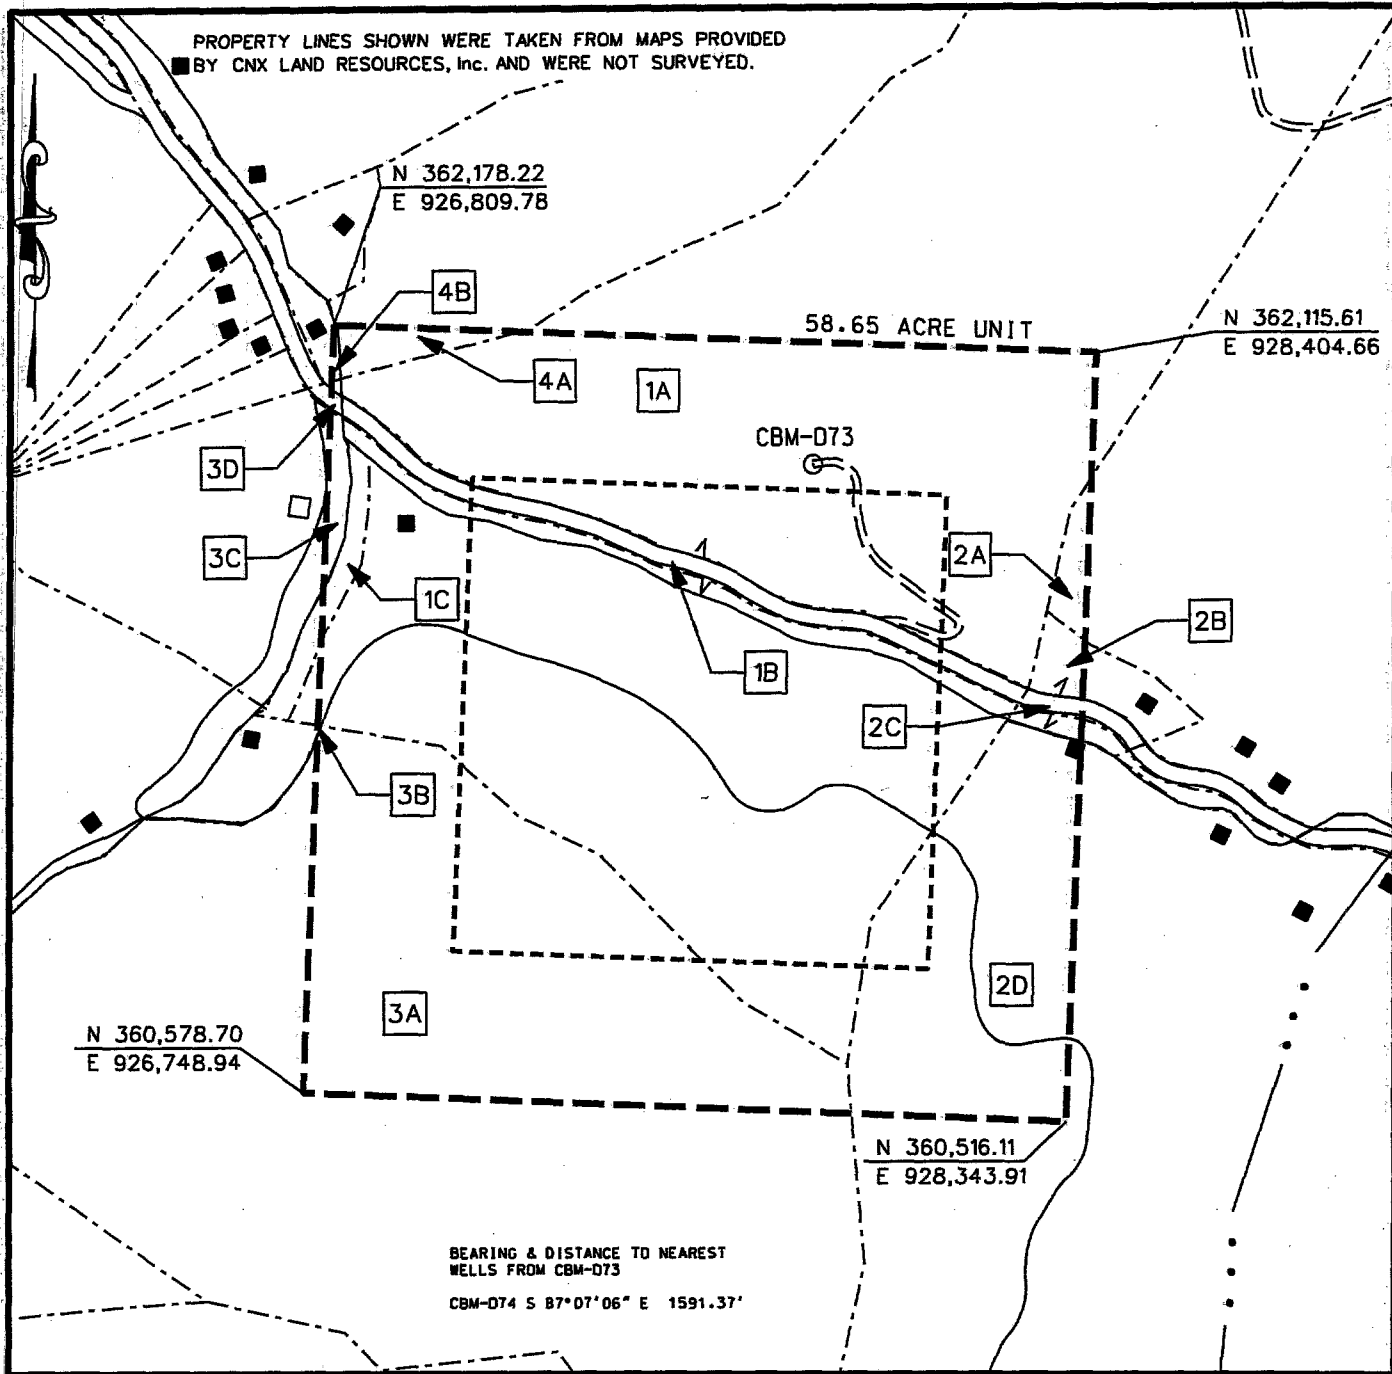 PROPERTY LINES SHOWN WERE TAKEN FROM MAPS PROVIDED
BY CNX LAND RESOURCES, Inc. AND WERE NOT SURVEYED.
N 362,178.22
E 926,809.78
4B
58.65 ACRE UNIT
N 362,115.61
E 928,404.66
4A
1A
CBM-D73
3D
3C
2A
1C
2B
1B
2C
3B
2D
3A
N 360,578.70
E 926,748.94
N 360,516.11
E 928,343.91
BEARING & DISTANCE TO NEAREST
WELLS FROM CBM-D73
CBM-D74 S 87°07'06" E 1591.37'